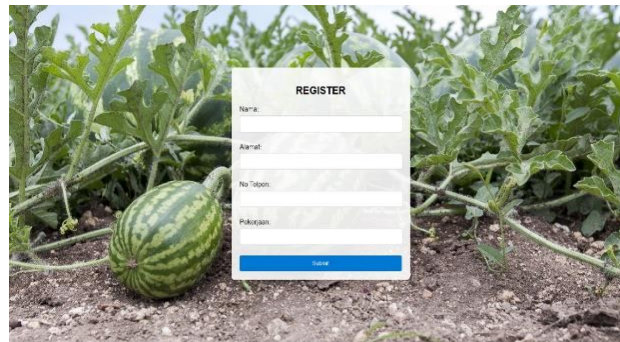 REGISTER
Nama:
Alamat:
No Telpon:
Pekerjaan:
Submit